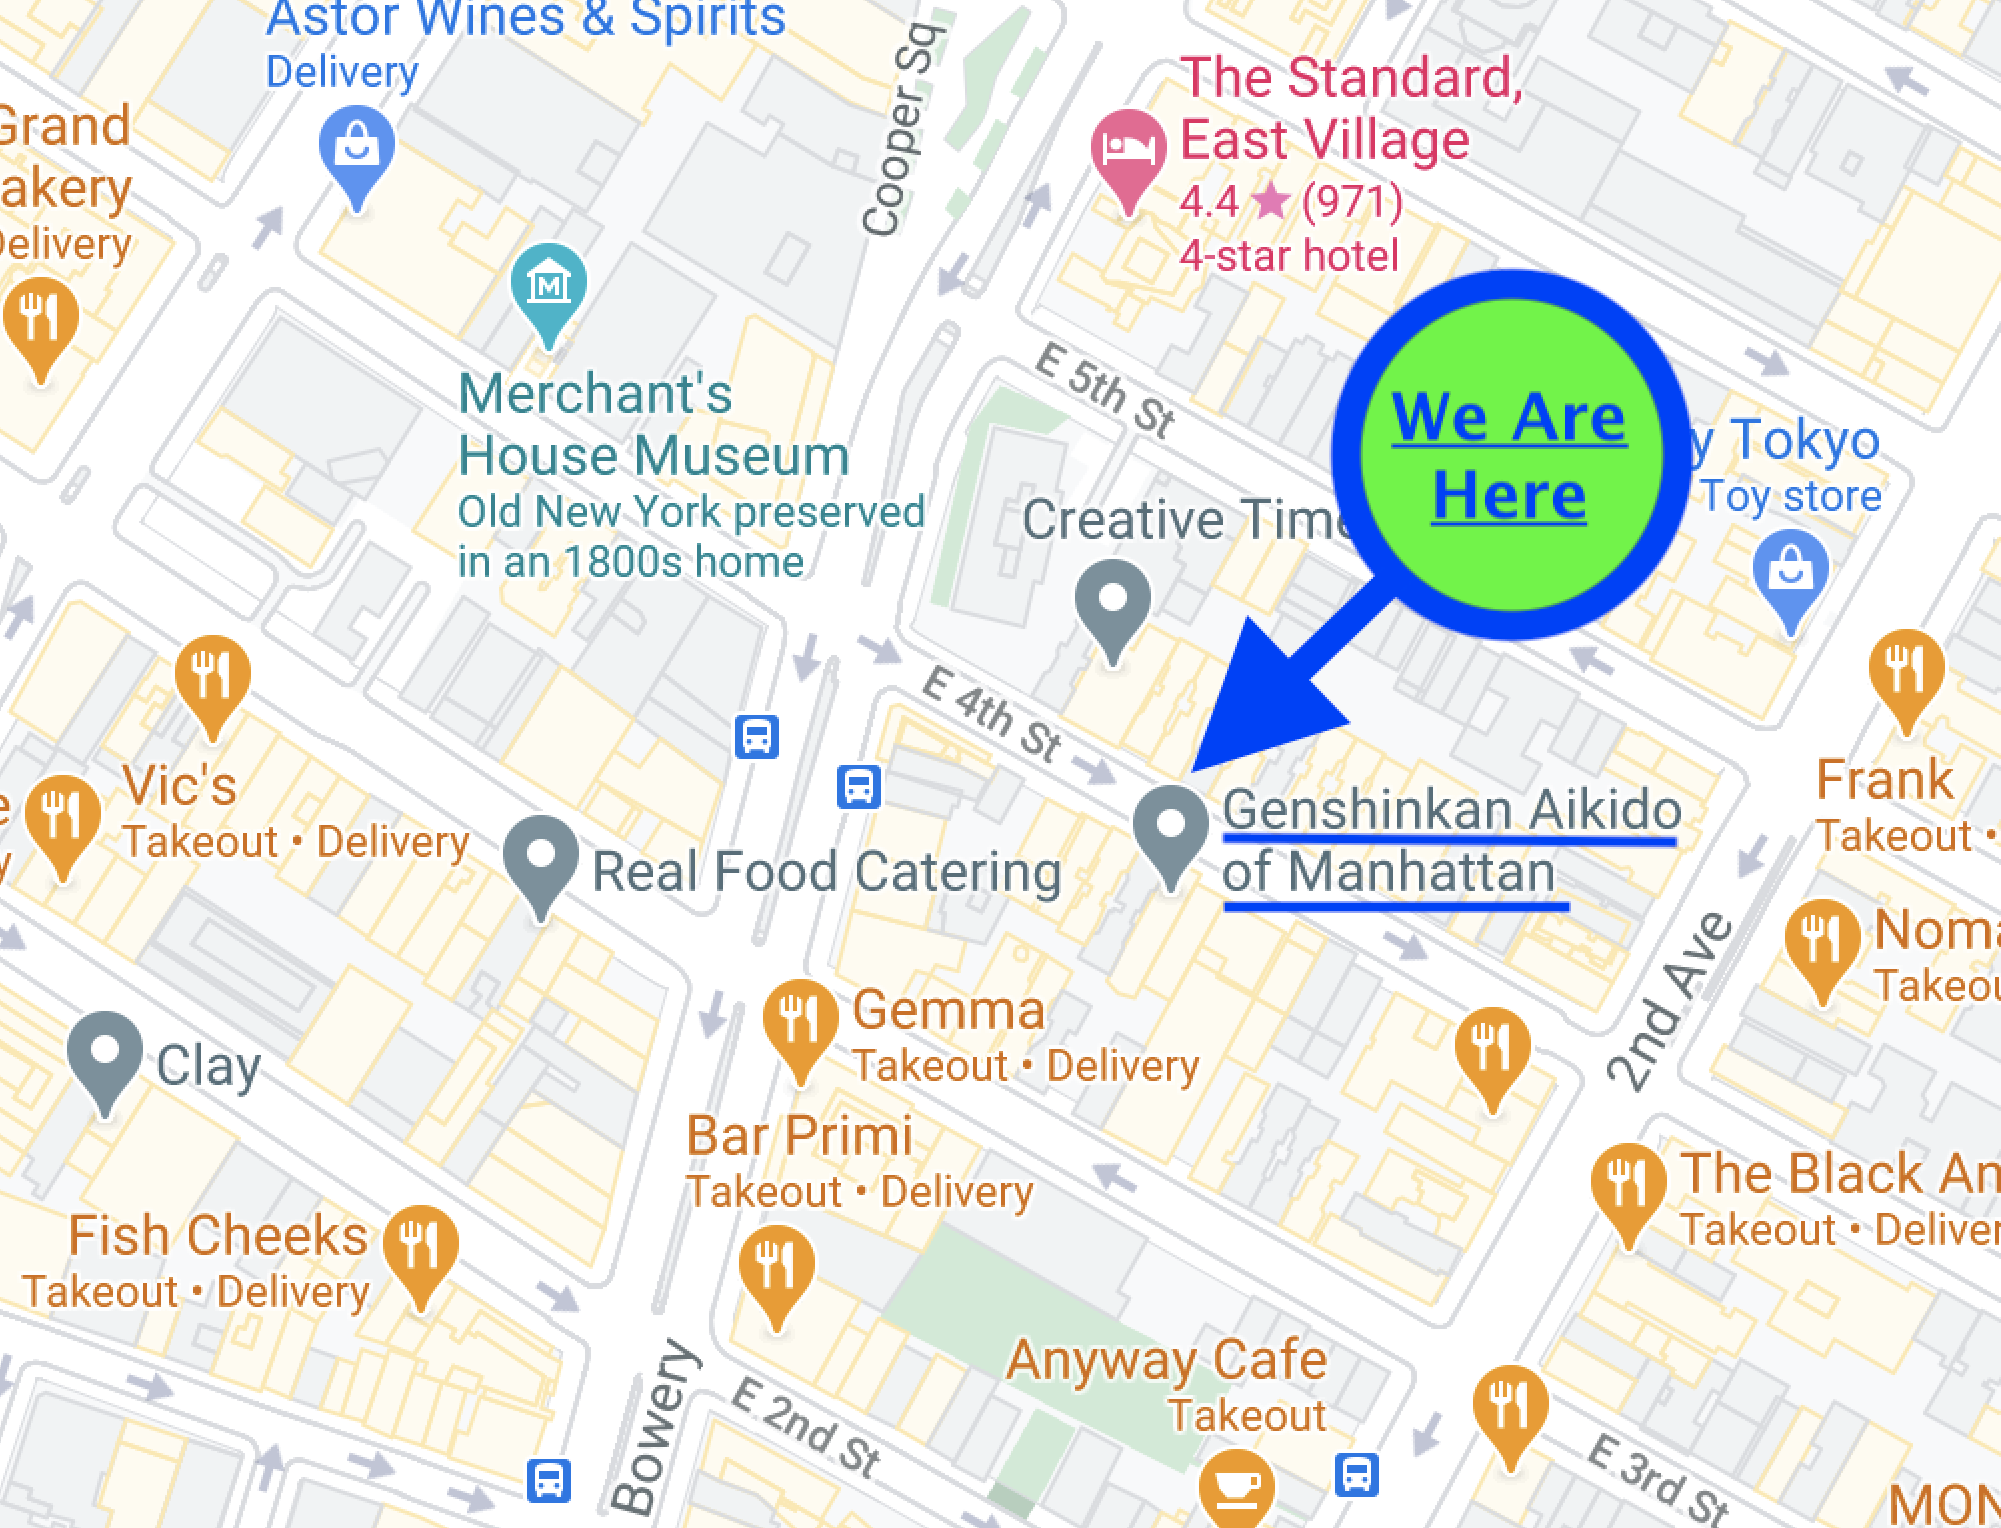 Astor Wines & Spirits
Delivery
Cooper Sq
The Standard,
East Village
4.4 ★ (971)
4-star hotel
Grand
akery
Delivery
M
Merchant's
House Museum
Old New York preserved
in an 1800s home
E 5th St
We Are
Here
y Tokyo
Toy store
Creative Time
E 4th St
Vic's
Takeout • Delivery
e
y
Real Food Catering
Genshinkan Aikido
of Manhattan
Frank
Takeout •
2nd Ave
Noma
Takeou
Clay
Gemma
Takeout • Delivery
Bar Primi
Takeout • Delivery
The Black An
Takeout • Deliver
Fish Cheeks
Takeout • Delivery
Anyway Cafe
Takeout
Bowery
E 2nd St
E 3rd St
MON